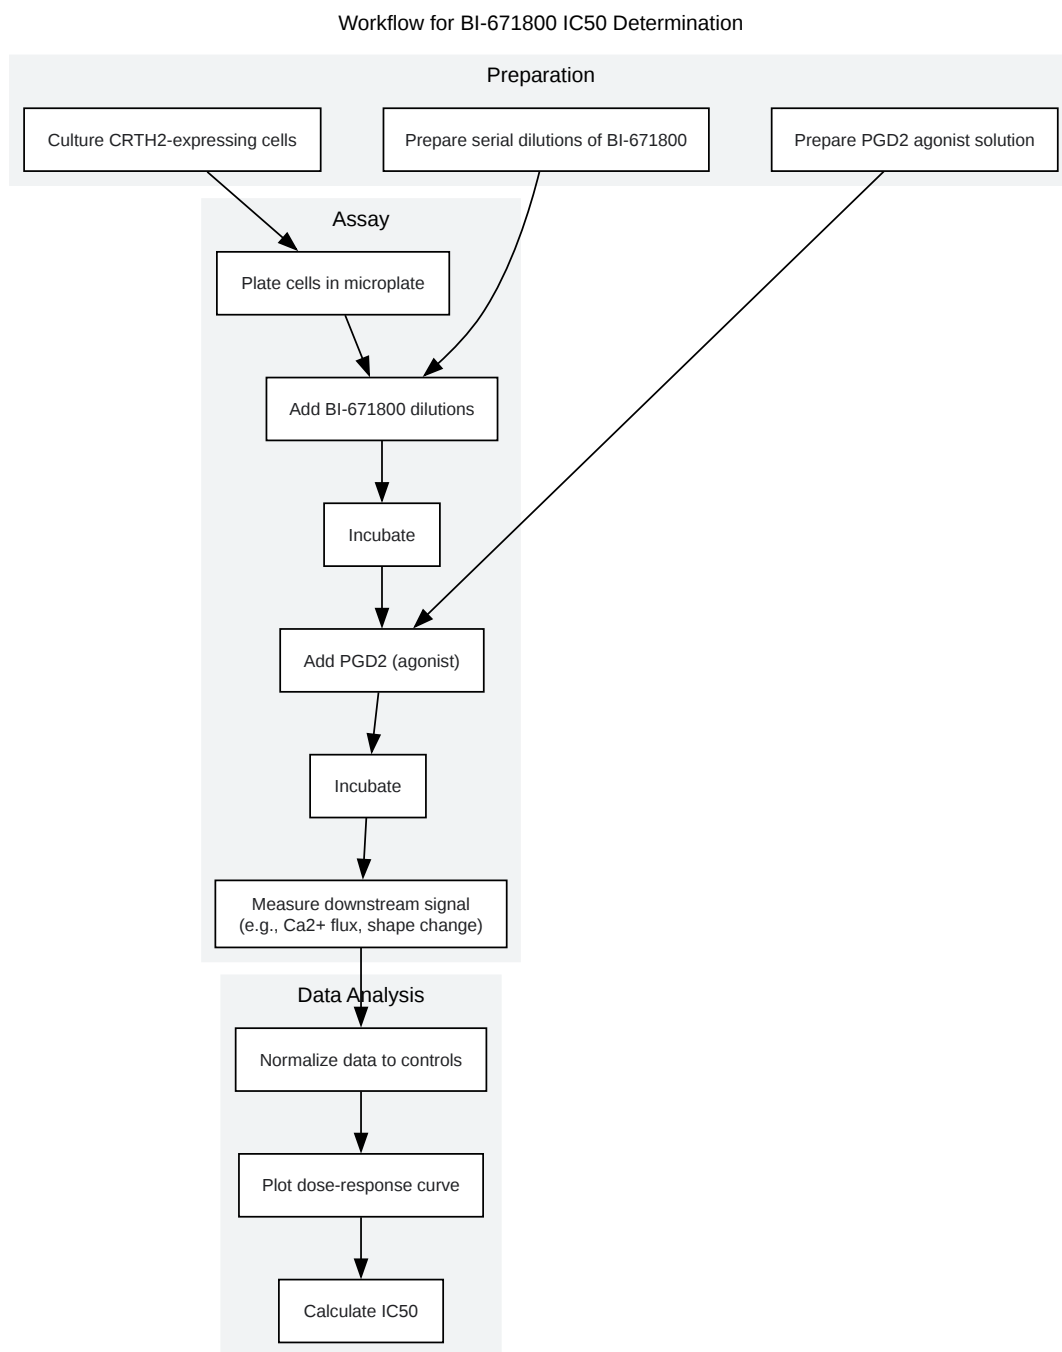 Workflow for BI-671800 IC50 Determination
Preparation
Culture CRTH2-expressing cells
Prepare serial dilutions of BI-671800
Prepare PGD2 agonist solution
Assay
Plate cells in microplate
Add BI-671800 dilutions
Incubate
Add PGD2 (agonist)
Incubate
Measure downstream signal
(e.g., Ca2+ flux, shape change)
Data Analysis
Normalize data to controls
Plot dose-response curve
Calculate IC50